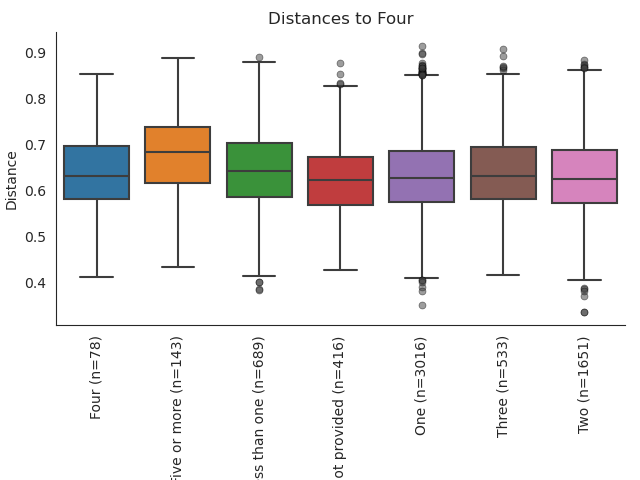 Distances to Four
Distance
0.9
0.8
0.7
0.6
0.5
0.4
Four (n=78)
Five or more (n=143)
ss than one (n=689)
ot provided (n=416)
One (n=3016)
Three (n=533)
Two (n=1651)